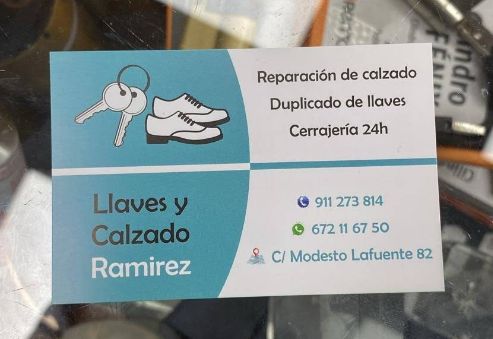 Reparación de calzado
Duplicado de llaves
Cerrajería 24h
Llaves y
Calzado
Ramirez
911 273 814
672 11 67 50
C/ Modesto Lafuente 82